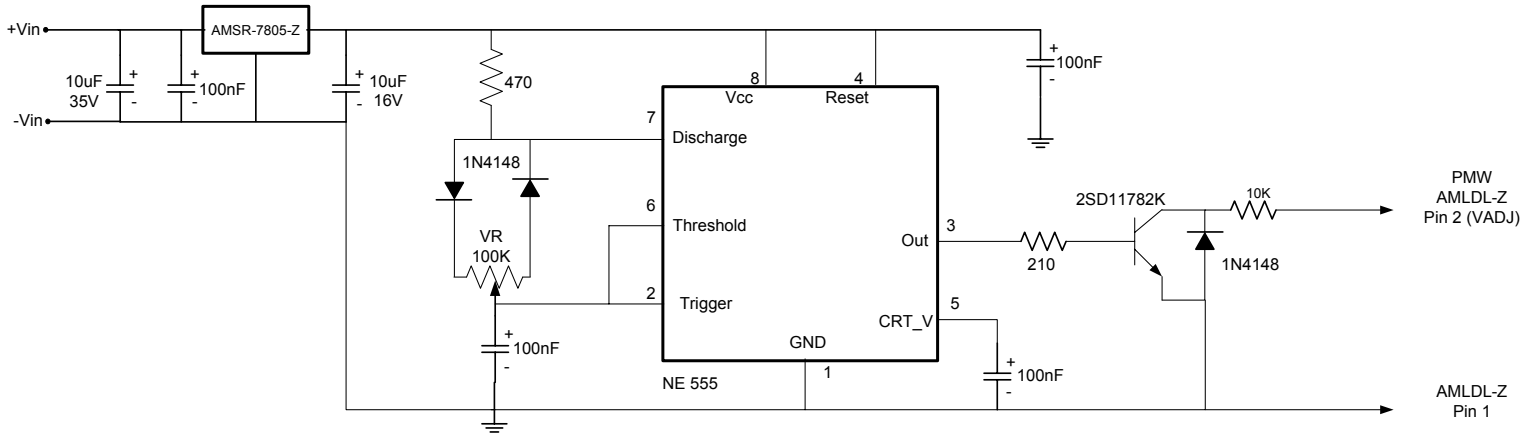 +Vin
AMSR-7805-Z
-Vin
10uF
35V
+
-
+
100nF
-
+
10uF
16V
-
470
+
100nF
-
8
Vcc
4
Reset
7
Discharge
1N4148
6
Threshold
VR
100K
2
Trigger
+
100nF
-
NE 555
GND
1
Out
3
210
CRT_V
5
+
100nF
-
2SD11782K
10K
1N4148
PMW
AMLDL-Z
Pin 2 (VADJ)
AMLDL-Z
Pin 1